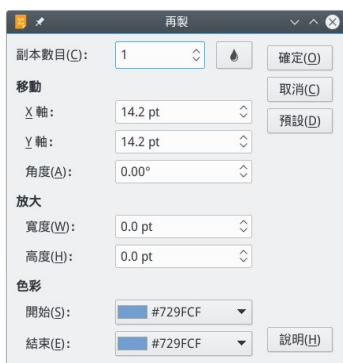 再製
副本數目(C): 1 確定(O)
移動 取消(C)
X 軸: 14.2 pt 預設(D)
Y 軸: 14.2 pt
角度(A): 0.00°
放大
寬度(W): 0.0 pt
高度(H): 0.0 pt
色彩
開始(S): #729FCF
結束(E): #729FCF 說明(H)